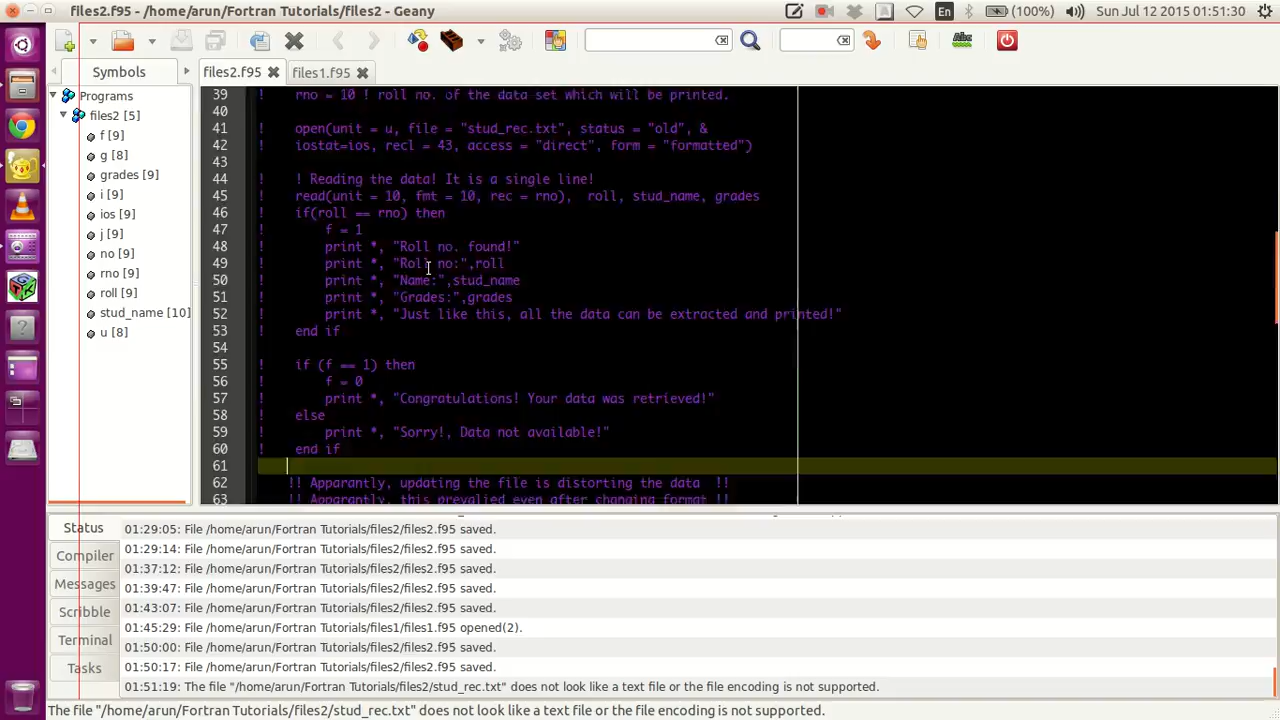 files2.f95 - /home/arun/Fortran Tutorials/files2 - Geany
En
(100%)
Sun Jul 12 2015 01:51:30
Symbols
files2.f95
files1.f95
Programs
files2 [5]
f [9]
g [8]
grades [9]
i [9]
ios [9]
j [9]
no [9]
rno [9]
roll [9]
stud_name [10]
u [8]
39 ! rno = 10 ! roll no. of the data set which will be printed.
40
41 ! open(unit = u, file = "stud_rec.txt", status = "old", &
42 ! iostat=ios, recl = 43, access = "direct", form = "formatted")
43
44 ! ! Reading the data! It is a single line!
45 ! read(unit = 10, fmt = 10, rec = rno), roll, stud_name, grades
46 ! if(roll == rno) then
47 ! f = 1
48 ! print *, "Roll no. found!"
49 ! print *, "Roll no:",roll
50 ! print *, "Name:",stud_name
51 ! print *, "Grades:",grades
52 ! print *, "Just like this, all the data can be extracted and printed!"
53 ! end if
54
55 ! if (f == 1) then
56 ! f = 0
57 ! print *, "Congratulations! Your data was retrieved!"
58 ! else
59 ! print *, "Sorry!, Data not available!"
60 ! end if
61
62 !! Apparantly, updating the file is distorting the data !!
63 !! Apparantly, this prevalied even after changing format !!
Status
Compiler
Messages
Scribble
Terminal
Tasks
01:29:05: File /home/arun/Fortran Tutorials/files2/files2.f95 saved.
01:29:14: File /home/arun/Fortran Tutorials/files2/files2.f95 saved.
01:37:12: File /home/arun/Fortran Tutorials/files2/files2.f95 saved.
01:39:47: File /home/arun/Fortran Tutorials/files2/files2.f95 saved.
01:43:07: File /home/arun/Fortran Tutorials/files2/files2.f95 saved.
01:45:29: File /home/arun/Fortran Tutorials/files1/files1.f95 opened(2).
01:50:00: File /home/arun/Fortran Tutorials/files2/files2.f95 saved.
01:50:17: File /home/arun/Fortran Tutorials/files2/files2.f95 saved.
01:51:19: The file "/home/arun/Fortran Tutorials/files2/stud_rec.txt" does not look like a text file or the file encoding is not supported.
The file "/home/arun/Fortran Tutorials/files2/stud_rec.txt" does not look like a text file or the file encoding is not supported.